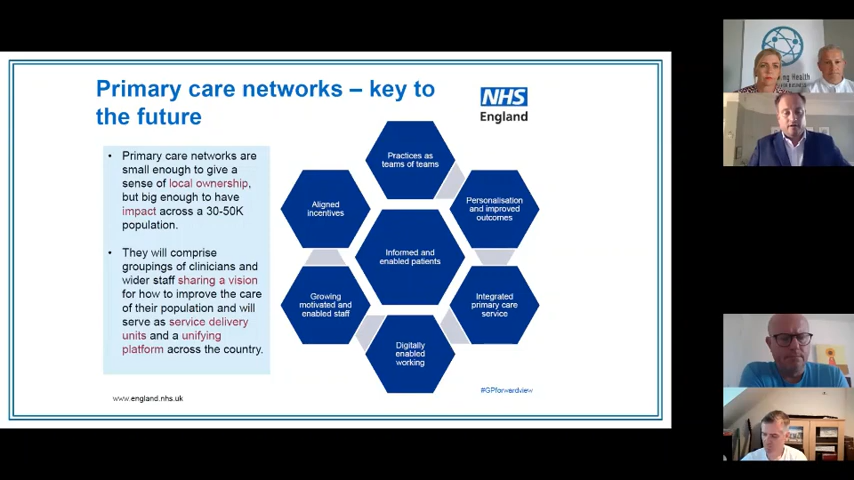 Primary care networks – key to
the future
NHS
England
• Primary care networks are
small enough to give a
sense of local ownership,
but big enough to have
impact across a 30-50K
population.
• They will comprise
groupings of clinicians and
wider staff sharing a vision
for how to improve the care
of their population and will
serve as service delivery
units and a unifying
platform across the country.
Practices as
teams of teams
Aligned
incentives
Personalisation
and improved
outcomes
Informed and
enabled patients
Growing
motivated and
enabled staff
Integrated
primary care
service
Digitally
enabled
working
www.england.nhs.uk
#GPforwardview
Health